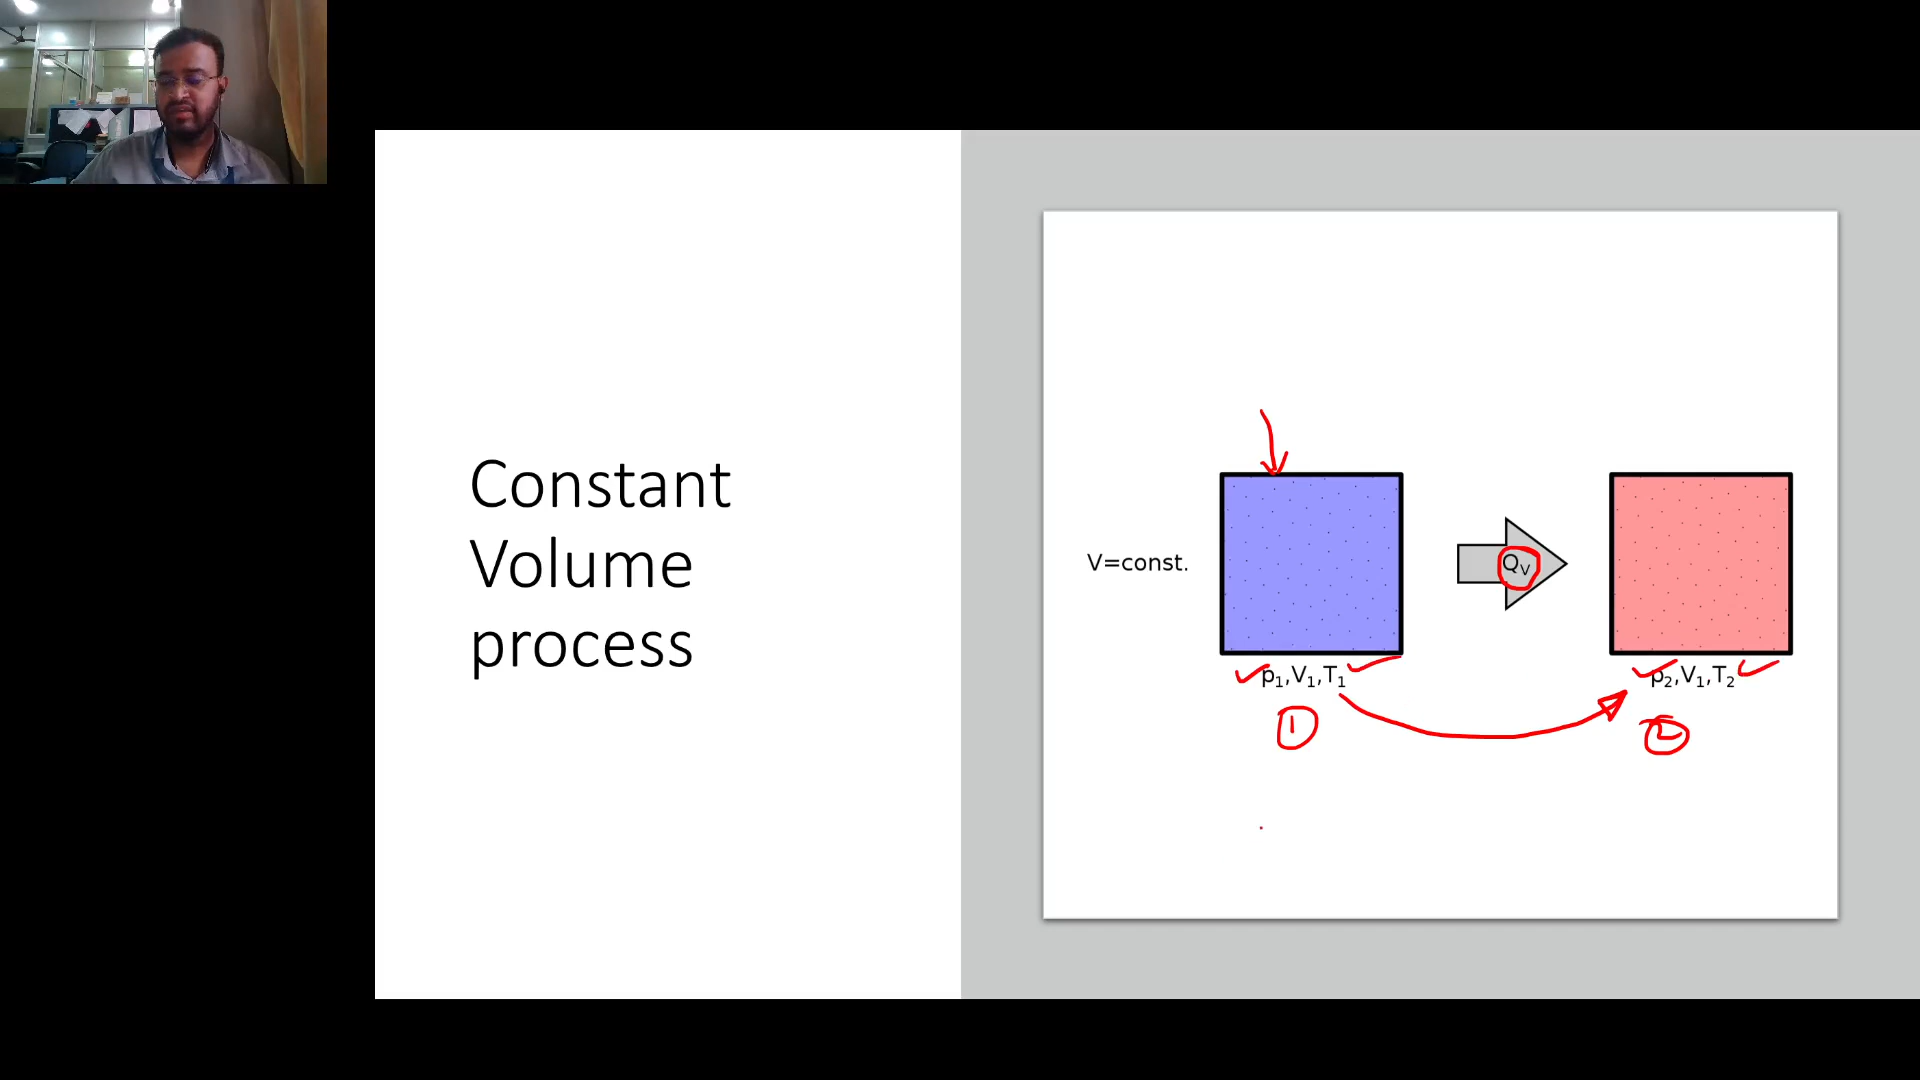 Constant
Volume
process
V=const.
Qv
p₁,V₁,T₁
p₂,V₁,T₂
1
2